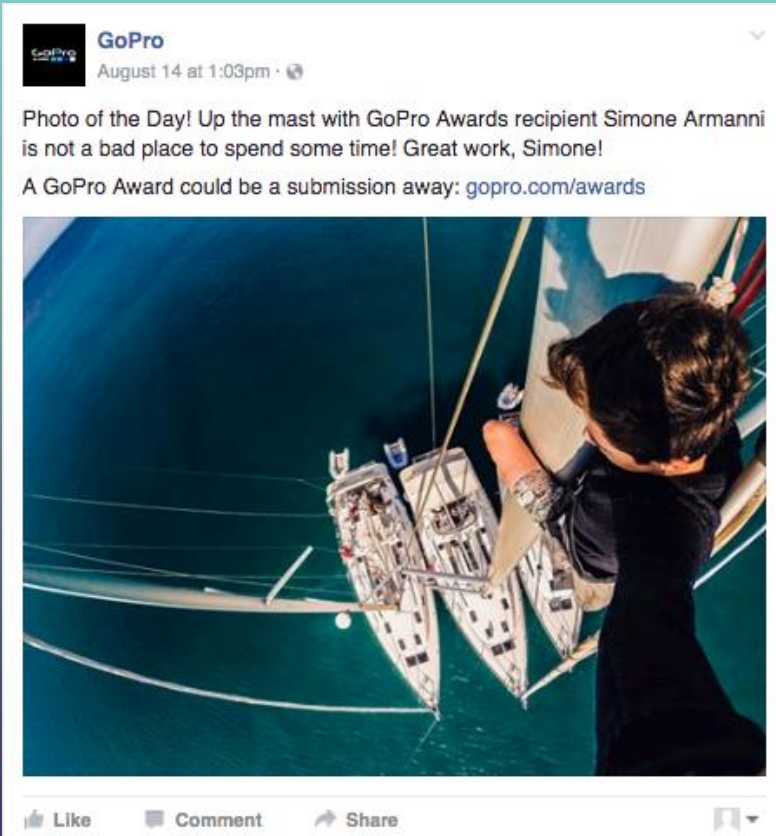 GoPro
GoPro
August 14 at 1:03pm ·
Photo of the Day! Up the mast with GoPro Awards recipient Simone Armanni
is not a bad place to spend some time! Great work, Simone!
A GoPro Award could be a submission away: gopro.com/awards
Like Comment Share